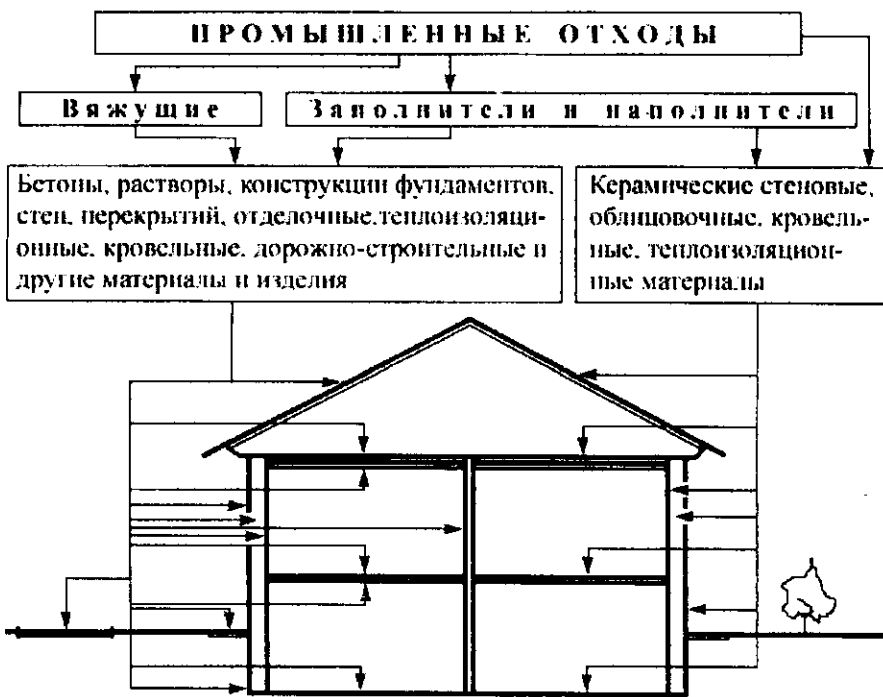 ПРОМЫШЛЕННЫЕ ОТХОДЫ
Вяжущие
Заполнители и наполнители
Бетоны, растворы, конструкции фундаментов,
стен, перекрытий, отделочные,теплоизоляци-
онные, кровельные, дорожно-строительные и
другие материалы и изделия
Керамические стеновые,
облицовочные, кровель-
ные, теплоизоляцион-
ные материалы